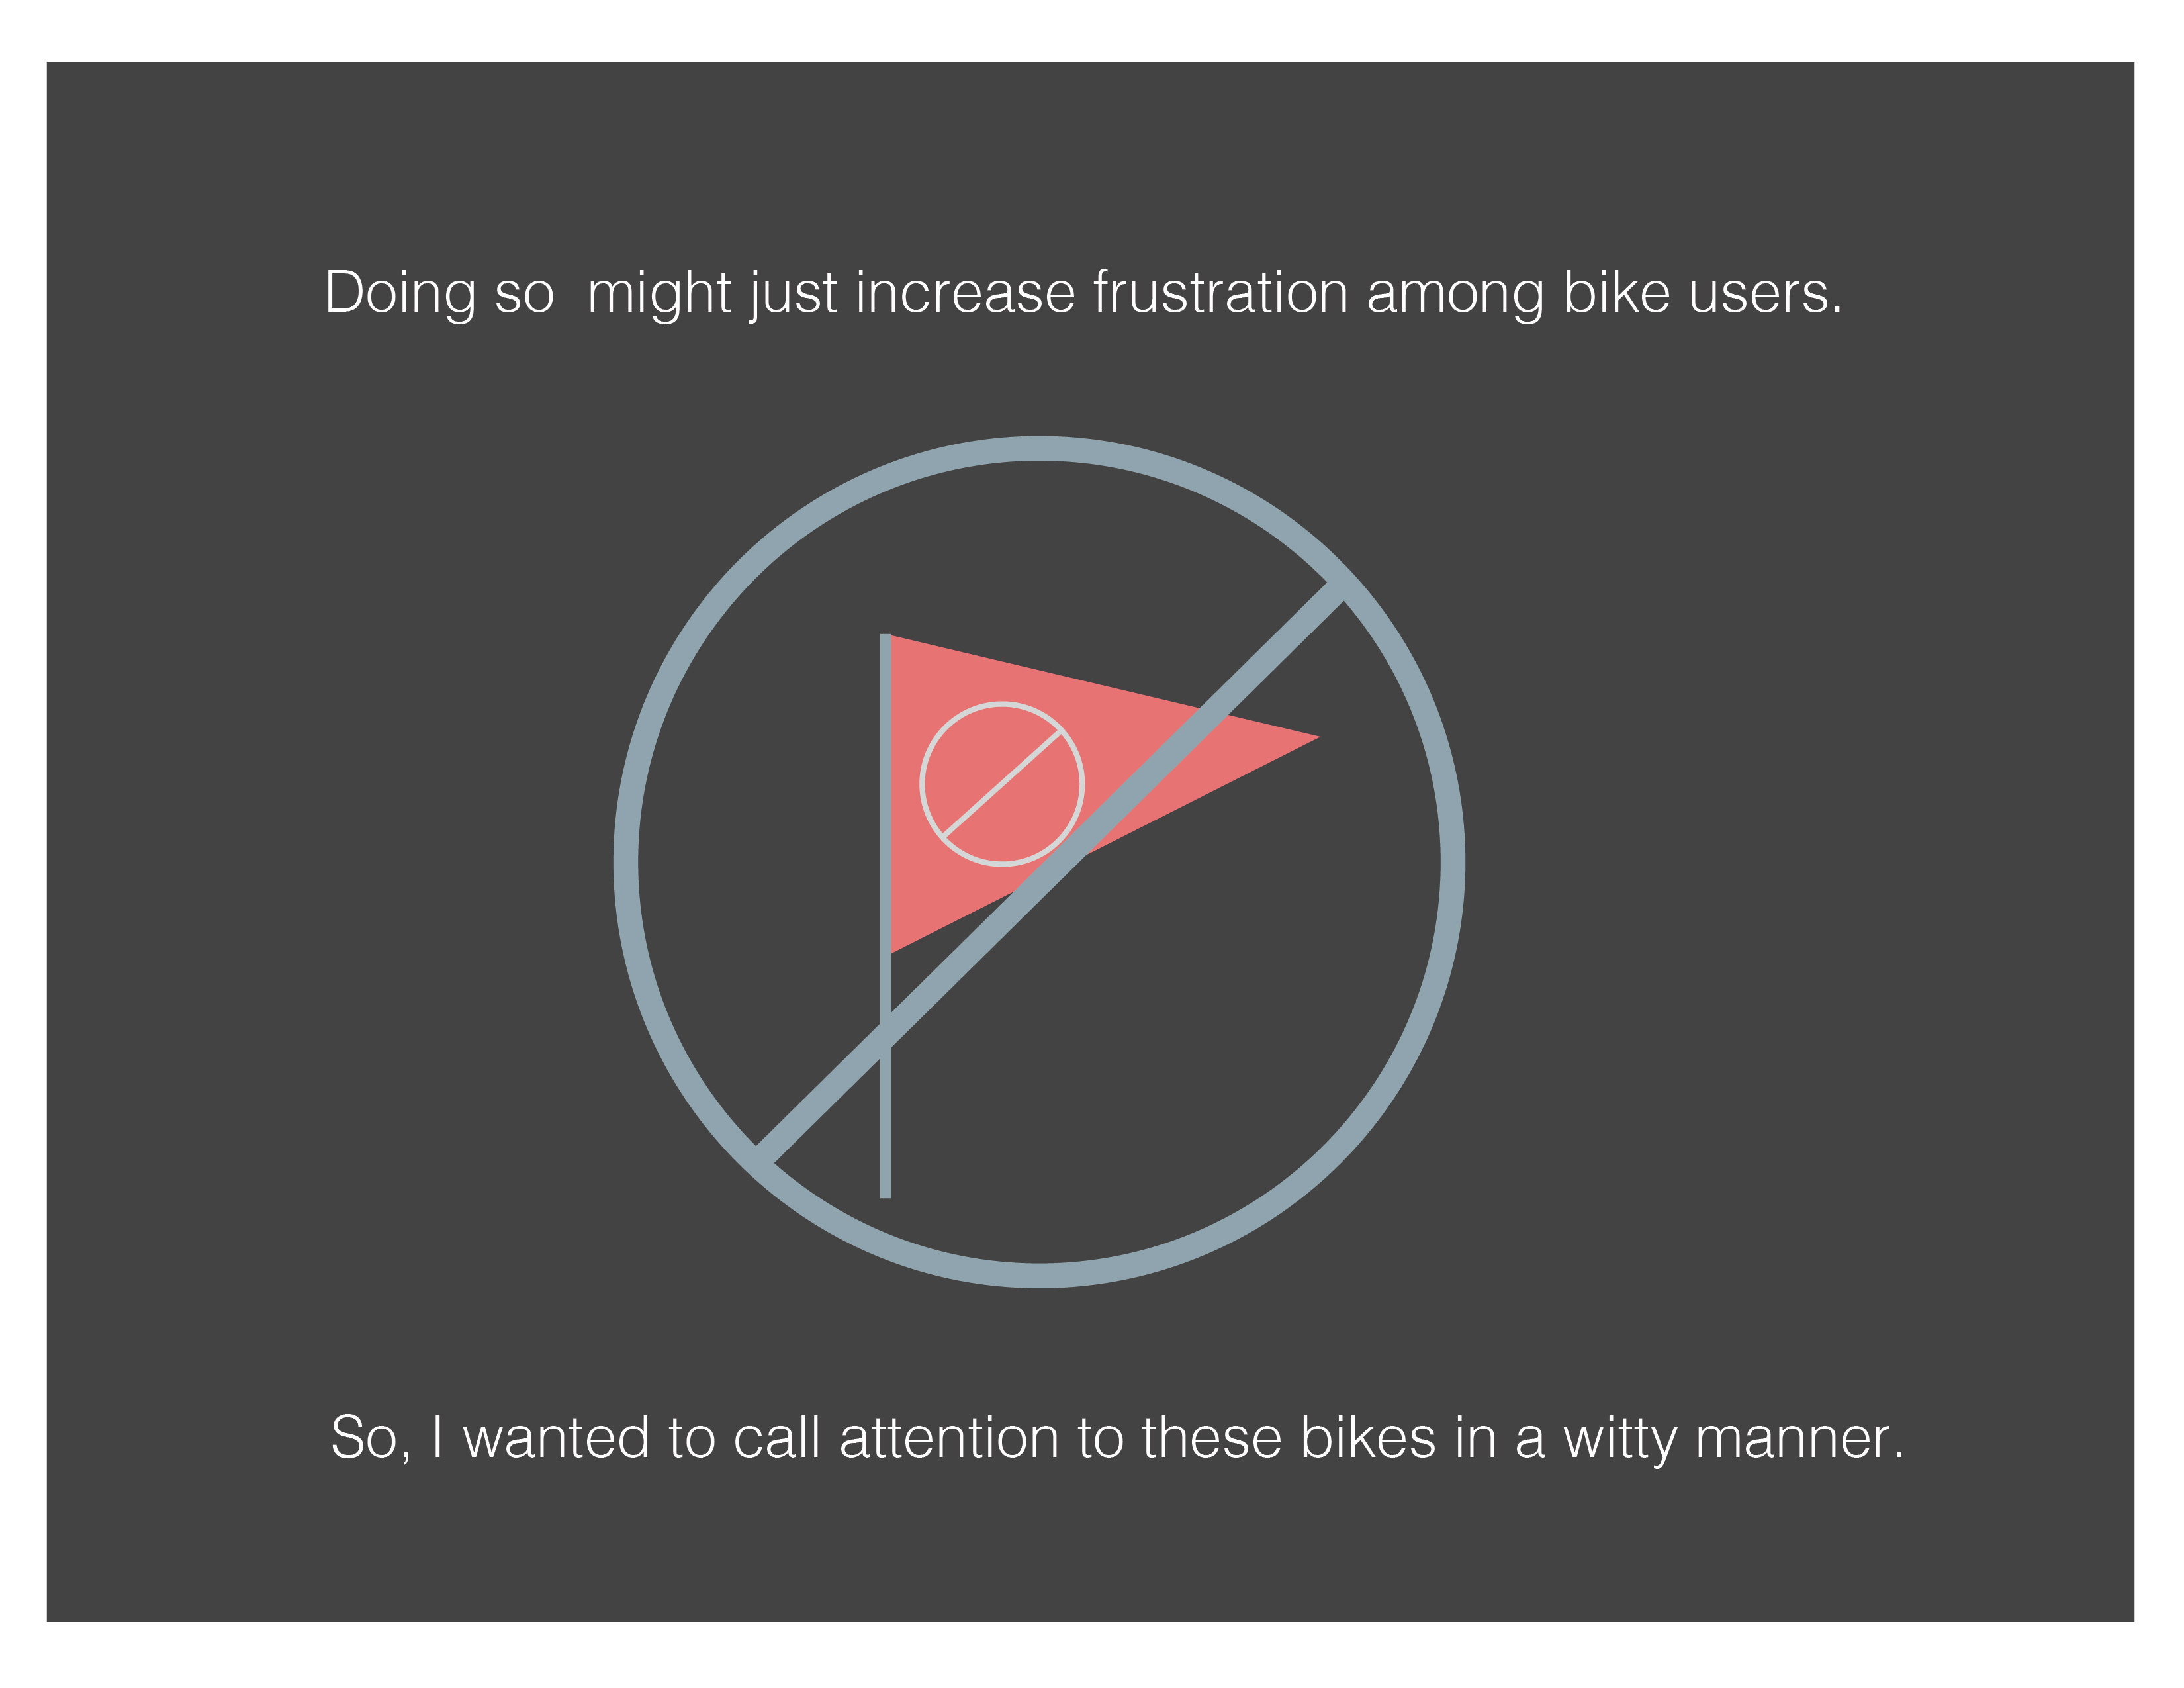 Doing so  might just increase frustration among bike users.
So, I wanted to call attention to these bikes in a witty manner.